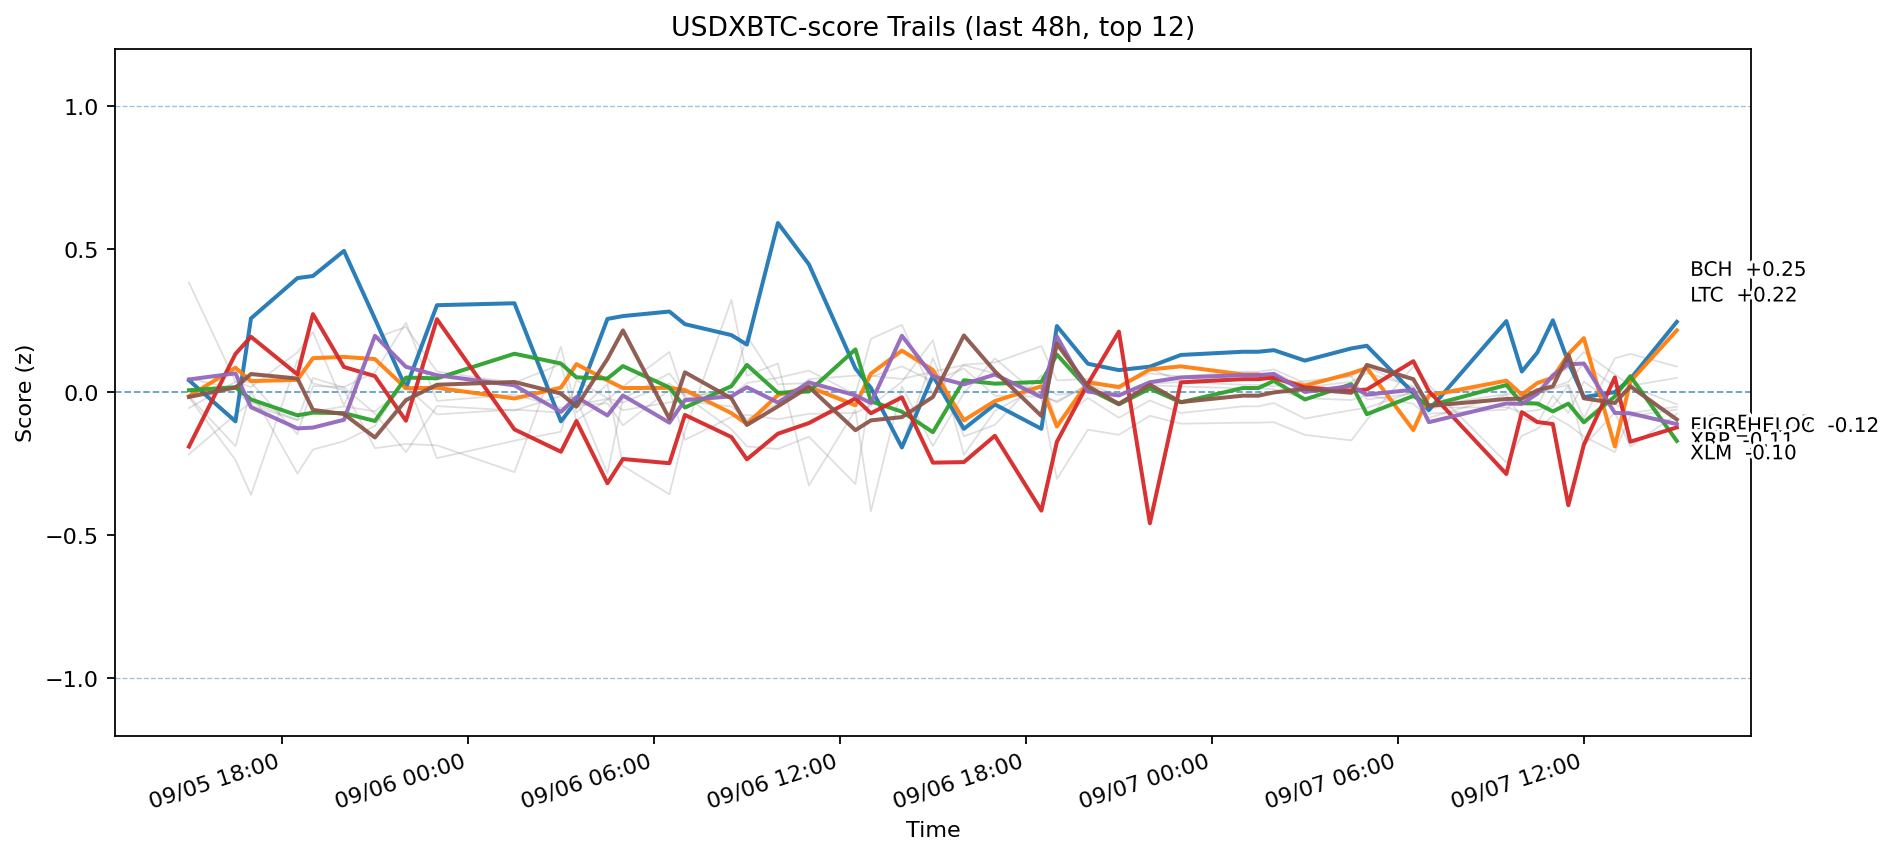 USDXBTC-score Trails (last 48h, top 12)
Score (z)
1.0
0.5
0.0
−0.5
−1.0
BCH +0.25
LTC +0.22
-0.12
XRP -0.11
XLM -0.10
09/05 18:00
09/06 00:00
09/06 06:00
09/06 12:00
09/06 18:00
09/07 00:00
09/07 06:00
09/07 12:00
Time